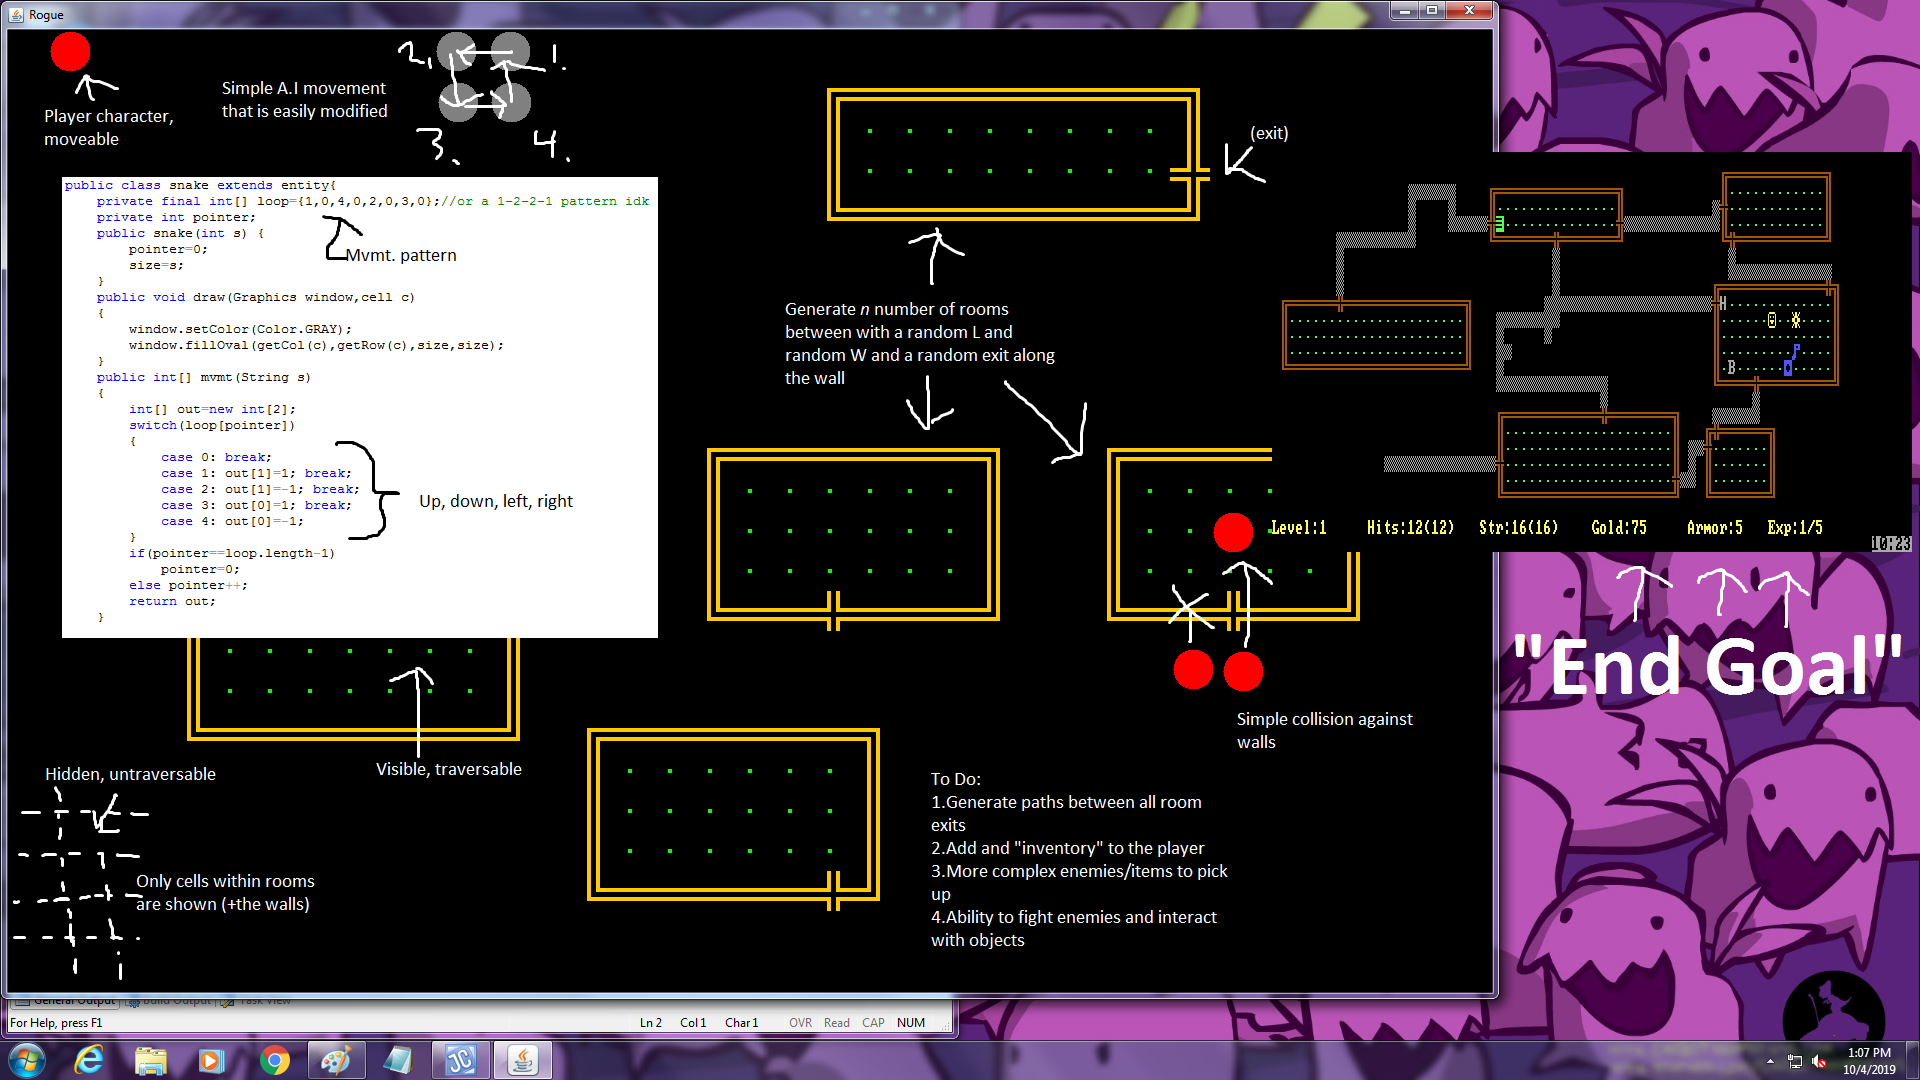 Rogue
2, 1.
3. 4.
Player character,
moveable
Simple A.I movement
that is easily modified
public class snake extends entity{
private final int[] loop={1,0,4,0,2,0,3,0};//or a 1-2-2-1 pattern idk
private int pointer;
public snake(int s) {
pointer=0;
size=s;
}
public void draw(Graphics window,cell c)
{
window.setColor(Color.GRAY);
window.fillOval(getCol(c),getRow(c),size,size);
}
public int[] mvmt(String s)
{
int[] out=new int[2];
switch(loop[pointer])
{
case 0: break;
case 1: out[1]=1; break;
case 2: out[1]=-1; break;
case 3: out[0]=1; break;
case 4: out[0]=-1;
}
if(pointer==loop.length-1)
pointer=0;
else pointer++;
return out;
}
Mvmt. pattern
Up, down, left, right
(exit)
Generate n number of rooms
between with a random L and
random W and a random exit along
the wall
H
B
Level:1 Hits:12(12) Str:16(16) Gold:75 Armor:5 Exp:1/5
10:23
"End Goal"
Simple collision against
walls
Hidden, untraversable
Visible, traversable
Only cells within rooms
are shown (+the walls)
To Do:
1.Generate paths between all room
exits
2.Add and "inventory" to the player
3.More complex enemies/items to pick
up
4.Ability to fight enemies and interact
with objects
General Output Build Output Task View
For Help, press F1
Ln 2 Col 1 Char 1 OVR Read CAP NUM
JC
1:07 PM
10/4/2019